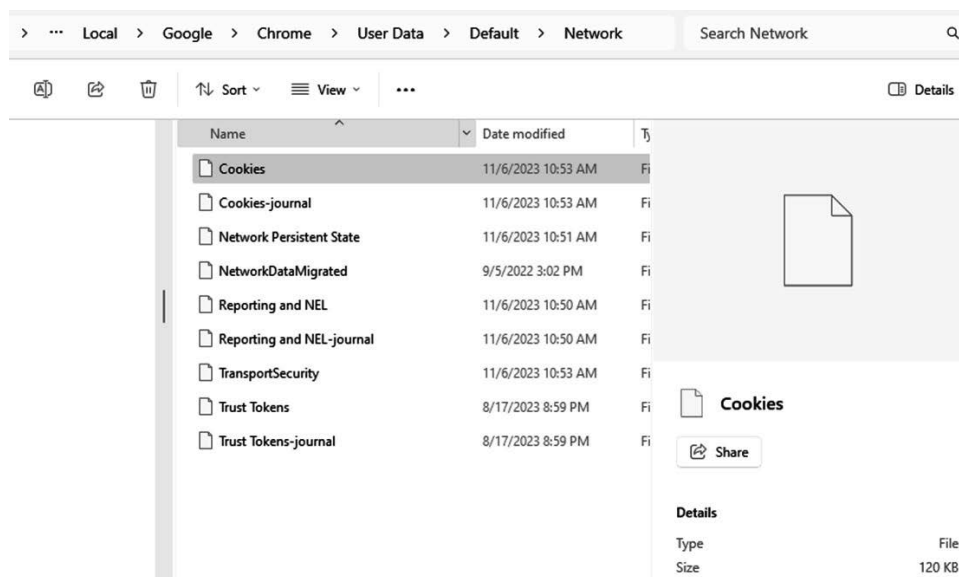 > ··· Local > Google > Chrome > User Data > Default > Network Search Network
Sort View ··· Details
Name Date modified
Cookies 11/6/2023 10:53 AM Fi
Cookies-journal 11/6/2023 10:53 AM Fi
Network Persistent State 11/6/2023 10:51 AM Fi
NetworkDataMigrated 9/5/2022 3:02 PM Fi
Reporting and NEL 11/6/2023 10:50 AM Fi
Reporting and NEL-journal 11/6/2023 10:50 AM Fi
TransportSecurity 11/6/2023 10:53 AM Fi
Trust Tokens 8/17/2023 8:59 PM Fi
Trust Tokens-journal 8/17/2023 8:59 PM Fi
Cookies
Share
Details
Type File
Size 120 KB